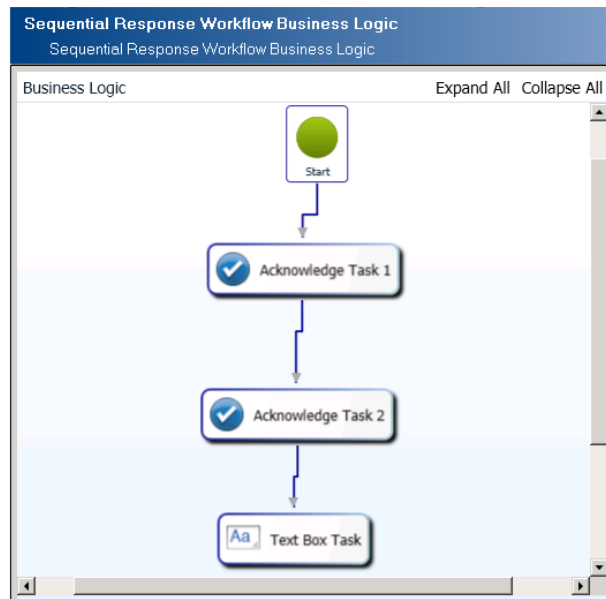 Sequential Response Workflow Business Logic
Sequential Response Workflow Business Logic
Business Logic Expand All Collapse All
Start
Acknowledge Task 1
Acknowledge Task 2
Aa Text Box Task